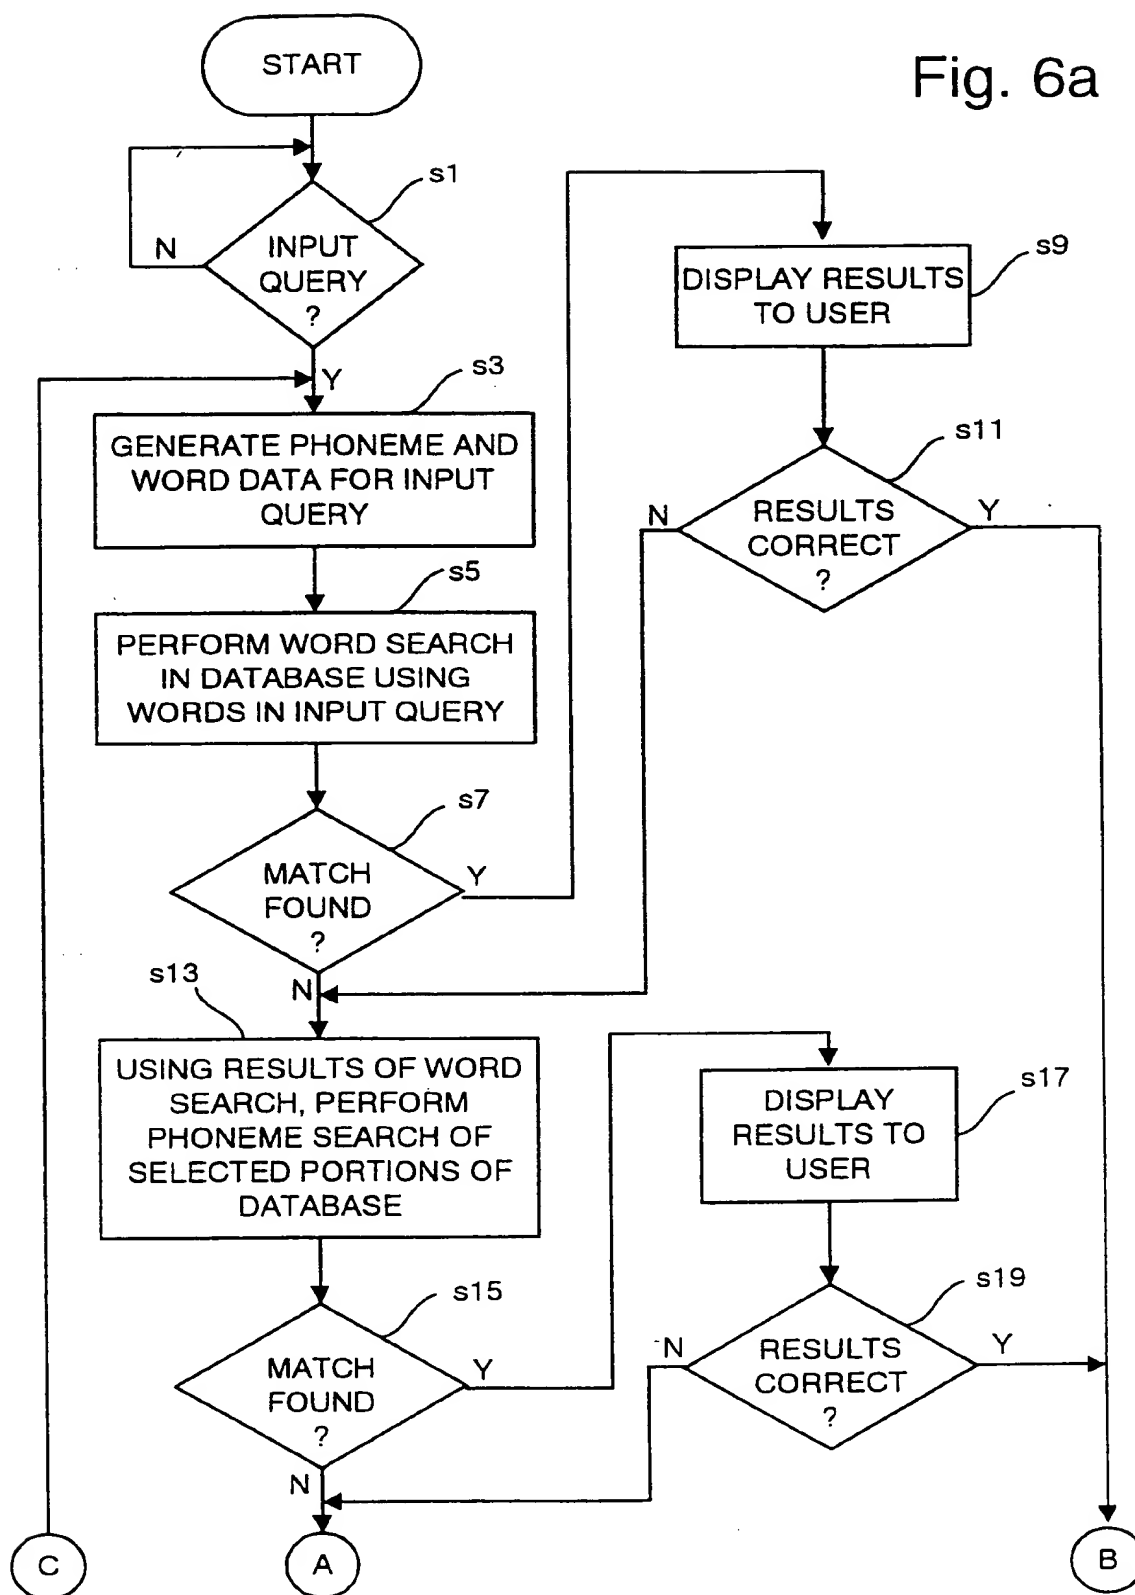 START
Fig. 6a
s1
N
INPUT
QUERY
?
Y
s3
GENERATE PHONEME AND
WORD DATA FOR INPUT
QUERY
s5
PERFORM WORD SEARCH
IN DATABASE USING
WORDS IN INPUT QUERY
s7
MATCH
FOUND
?
Y
N
s9
DISPLAY RESULTS
TO USER
s11
N
RESULTS
CORRECT
?
Y
s13
USING RESULTS OF WORD
SEARCH, PERFORM
PHONEME SEARCH OF
SELECTED PORTIONS OF
DATABASE
s15
MATCH
FOUND
?
Y
N
s17
DISPLAY
RESULTS TO
USER
s19
N
RESULTS
CORRECT
?
Y
C
A
B